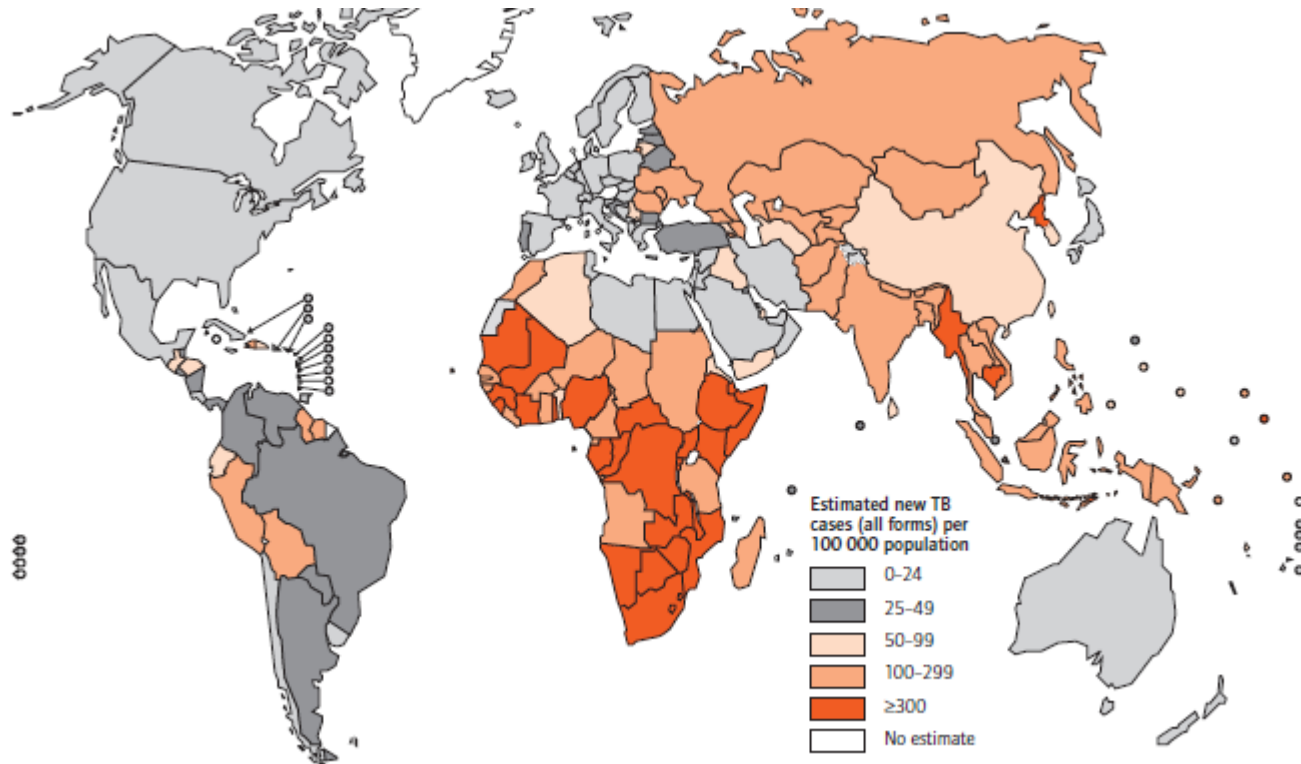 Estimated new TB
cases (all forms) per
100 000 population
0–24
25–49
50–99
100–299
≥300
No estimate